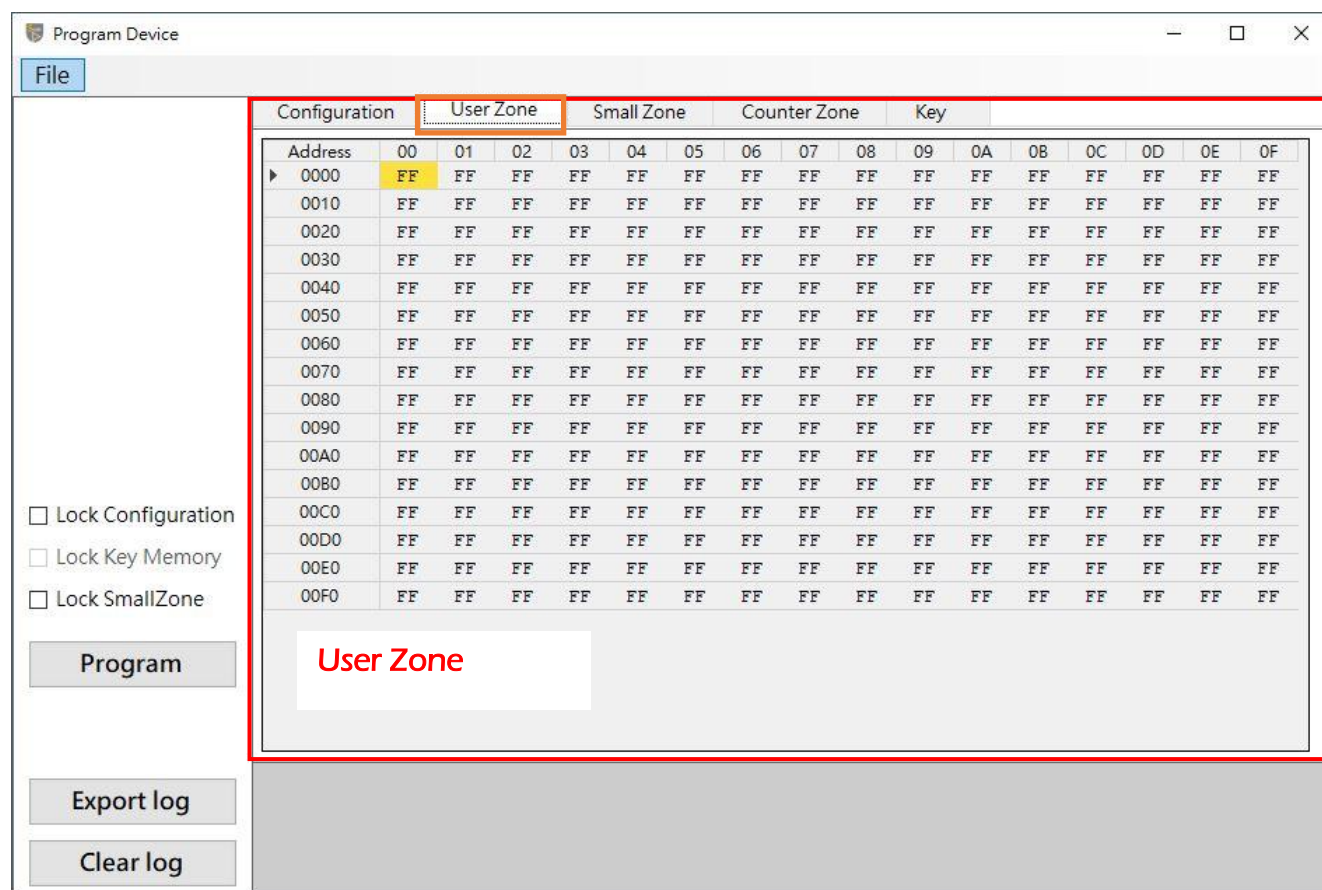 Program Device
File
Configuration User Zone Small Zone Counter Zone Key
Address 00 01 02 03 04 05 06 07 08 09 0A 0B 0C 0D 0E 0F
0000 FF FF FF FF FF FF FF FF FF FF FF FF FF FF FF FF
0010 FF FF FF FF FF FF FF FF FF FF FF FF FF FF FF FF
0020 FF FF FF FF FF FF FF FF FF FF FF FF FF FF FF FF
0030 FF FF FF FF FF FF FF FF FF FF FF FF FF FF FF FF
0040 FF FF FF FF FF FF FF FF FF FF FF FF FF FF FF FF
0050 FF FF FF FF FF FF FF FF FF FF FF FF FF FF FF FF
0060 FF FF FF FF FF FF FF FF FF FF FF FF FF FF FF FF
0070 FF FF FF FF FF FF FF FF FF FF FF FF FF FF FF FF
0080 FF FF FF FF FF FF FF FF FF FF FF FF FF FF FF FF
0090 FF FF FF FF FF FF FF FF FF FF FF FF FF FF FF FF
00A0 FF FF FF FF FF FF FF FF FF FF FF FF FF FF FF FF
00B0 FF FF FF FF FF FF FF FF FF FF FF FF FF FF FF FF
00C0 FF FF FF FF FF FF FF FF FF FF FF FF FF FF FF FF
00D0 FF FF FF FF FF FF FF FF FF FF FF FF FF FF FF FF
00E0 FF FF FF FF FF FF FF FF FF FF FF FF FF FF FF FF
00F0 FF FF FF FF FF FF FF FF FF FF FF FF FF FF FF FF
User Zone
Lock Configuration
Lock Key Memory
Lock SmallZone
Program
Export log
Clear log